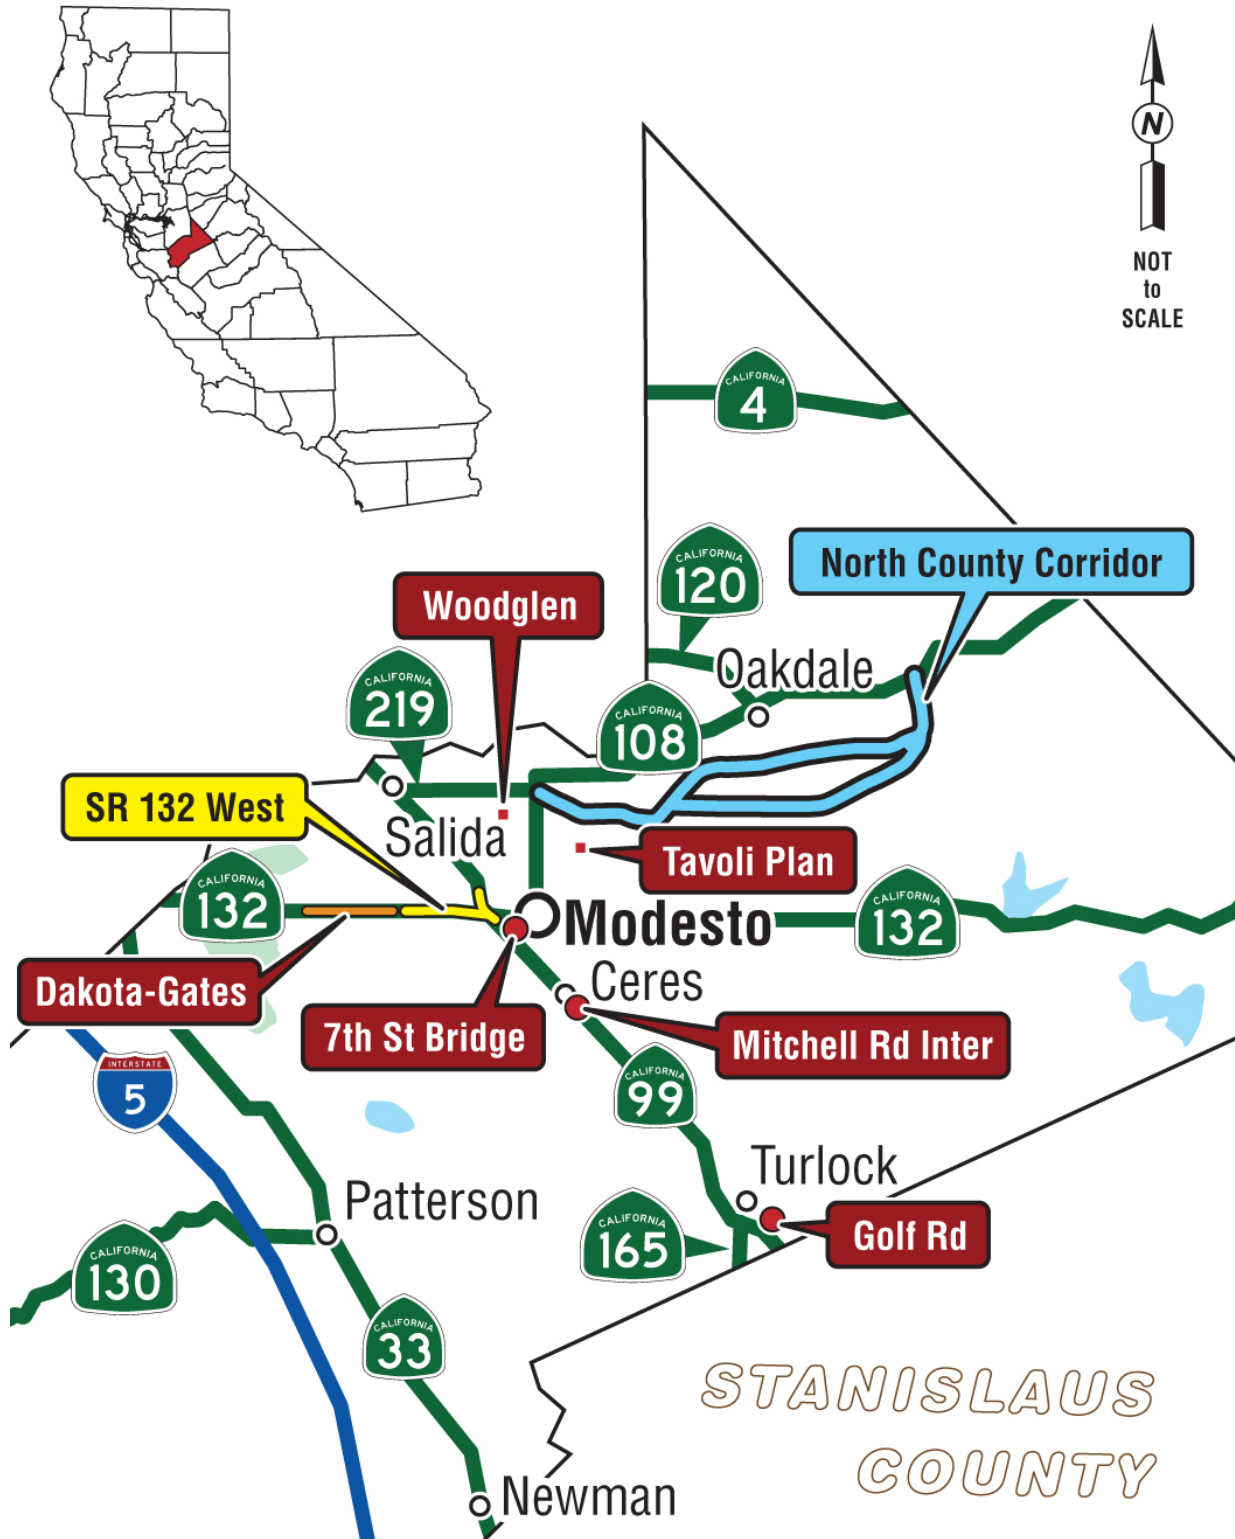 N
NOT
to
SCALE
CALIFORNIA
4
North County Corridor
CALIFORNIA
120
Woodglen
Oakdale
CALIFORNIA
219
CALIFORNIA
108
SR 132 West
Salida
Tavoli Plan
CALIFORNIA
132
CALIFORNIA
132
Modesto
Dakota-Gates
Ceres
7th St Bridge
Mitchell Rd Inter
INTERSTATE
5
CALIFORNIA
99
Turlock
Patterson
CALIFORNIA
165
Golf Rd
CALIFORNIA
130
CALIFORNIA
33
STANISLAUS
COUNTY
Newman